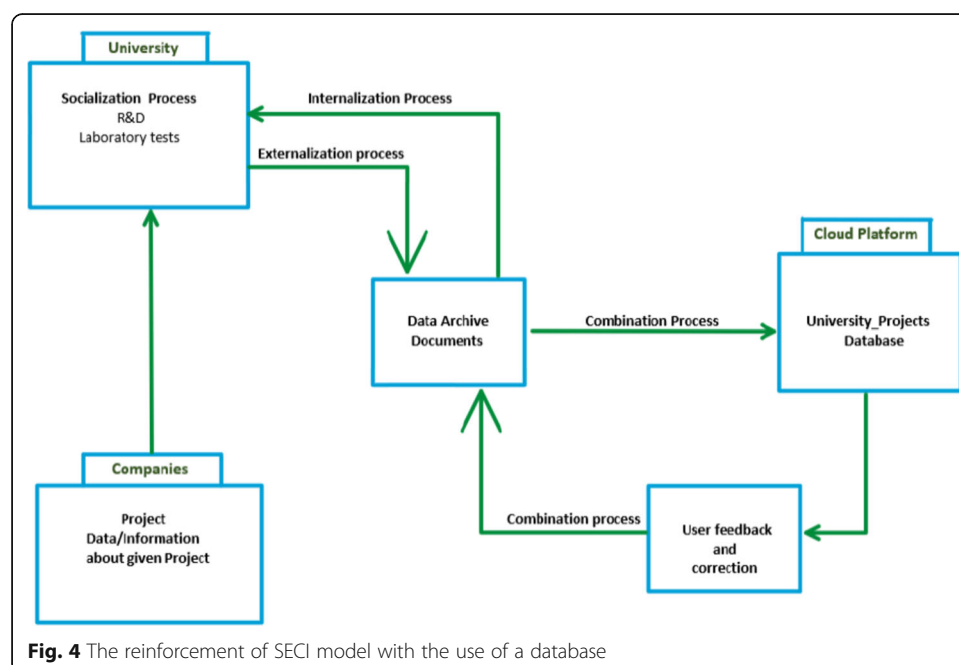 University
Socialization Process
R&D
Laboratory tests
Internalization Process
Externalization process
Data Archive
Documents
Combination Process
Cloud Platform
University_Projects
Database
Companies
Project
Data/Information
about given Project
Combination process
User feedback
and
correction
Fig. 4 The reinforcement of SECI model with the use of a database